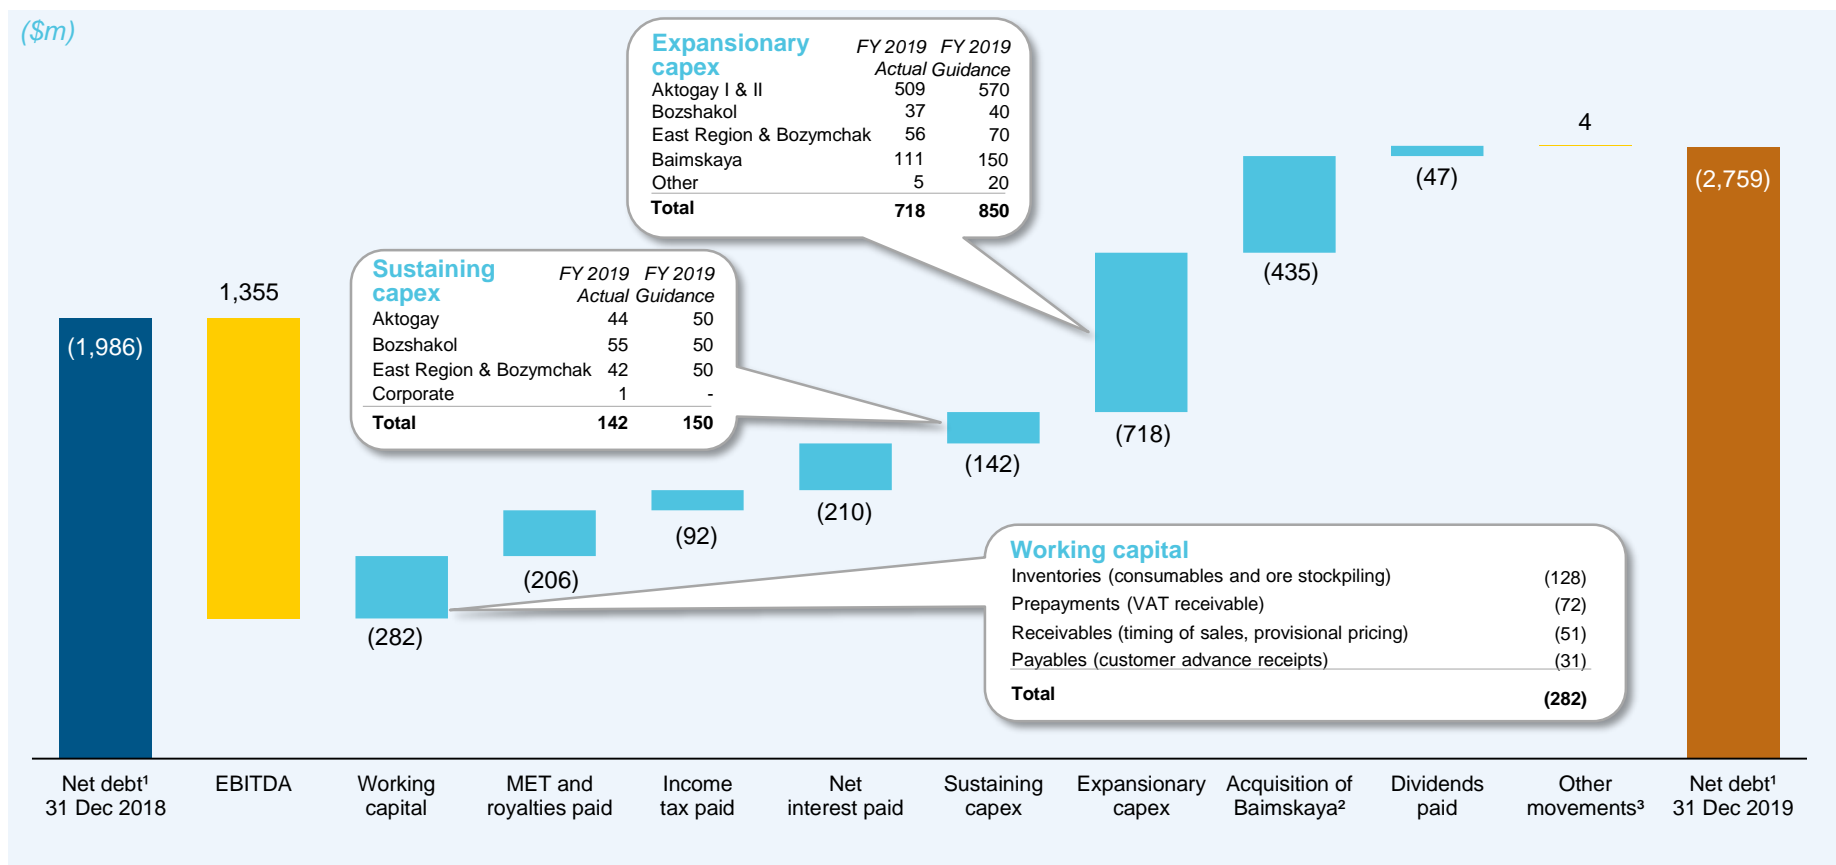 ($m)
Expansionary capex FY 2019 Actual FY 2019 Guidance
Aktogay I & II 509 570
Bozshakol 37 40
East Region & Bozymchak 56 70
Baimskaya 111 150
Other 5 20
Total 718 850
Sustaining capex FY 2019 Actual FY 2019 Guidance
Aktogay 44 50
Bozshakol 55 50
East Region & Bozymchak 42 50
Corporate 1 -
Total 142 150
Working capital
Inventories (consumables and ore stockpiling) (128)
Prepayments (VAT receivable) (72)
Receivables (timing of sales, provisional pricing) (51)
Payables (customer advance receipts) (31)
Total (282)
(1,986)
1,355
(282)
(206)
(92)
(210)
(142)
(718)
(435)
(47)
4
(2,759)
Net debt¹
31 Dec 2018
EBITDA
Working
capital
MET and
royalties paid
Income
tax paid
Net
interest paid
Sustaining
capex
Expansionary
capex
Acquisition of
Baimskaya²
Dividends
paid
Other
movements³
Net debt¹
31 Dec 2019